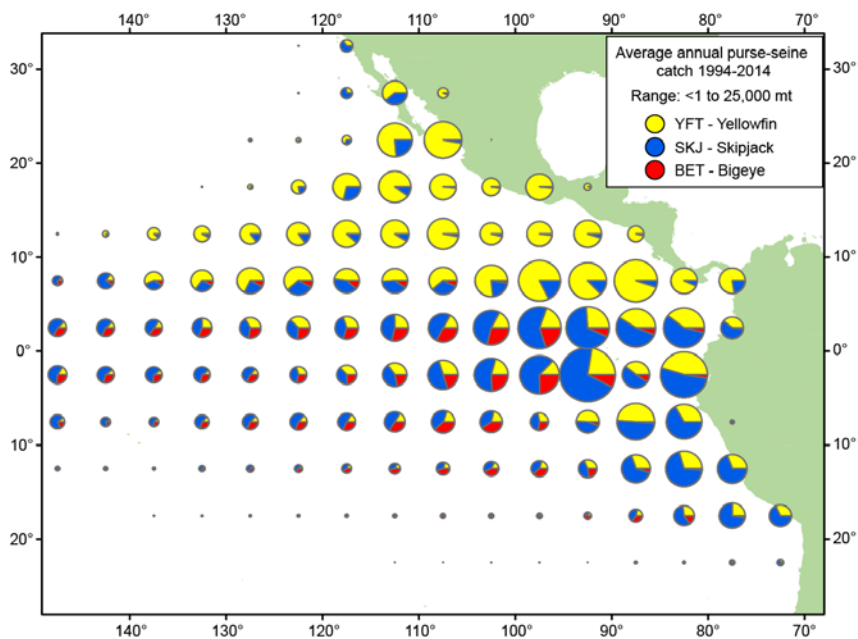 140° 130° 120° 110° 100° 90° 80° 70°
Average annual purse-seine
catch 1994-2014
Range: <1 to 25,000 mt
YFT - Yellowfin
SKJ - Skipjack
BET - Bigeye
30° 30°
20° 20°
10° 10°
0° 0°
10° 10°
20° 20°
140° 130° 120° 110° 100° 90° 80° 70°